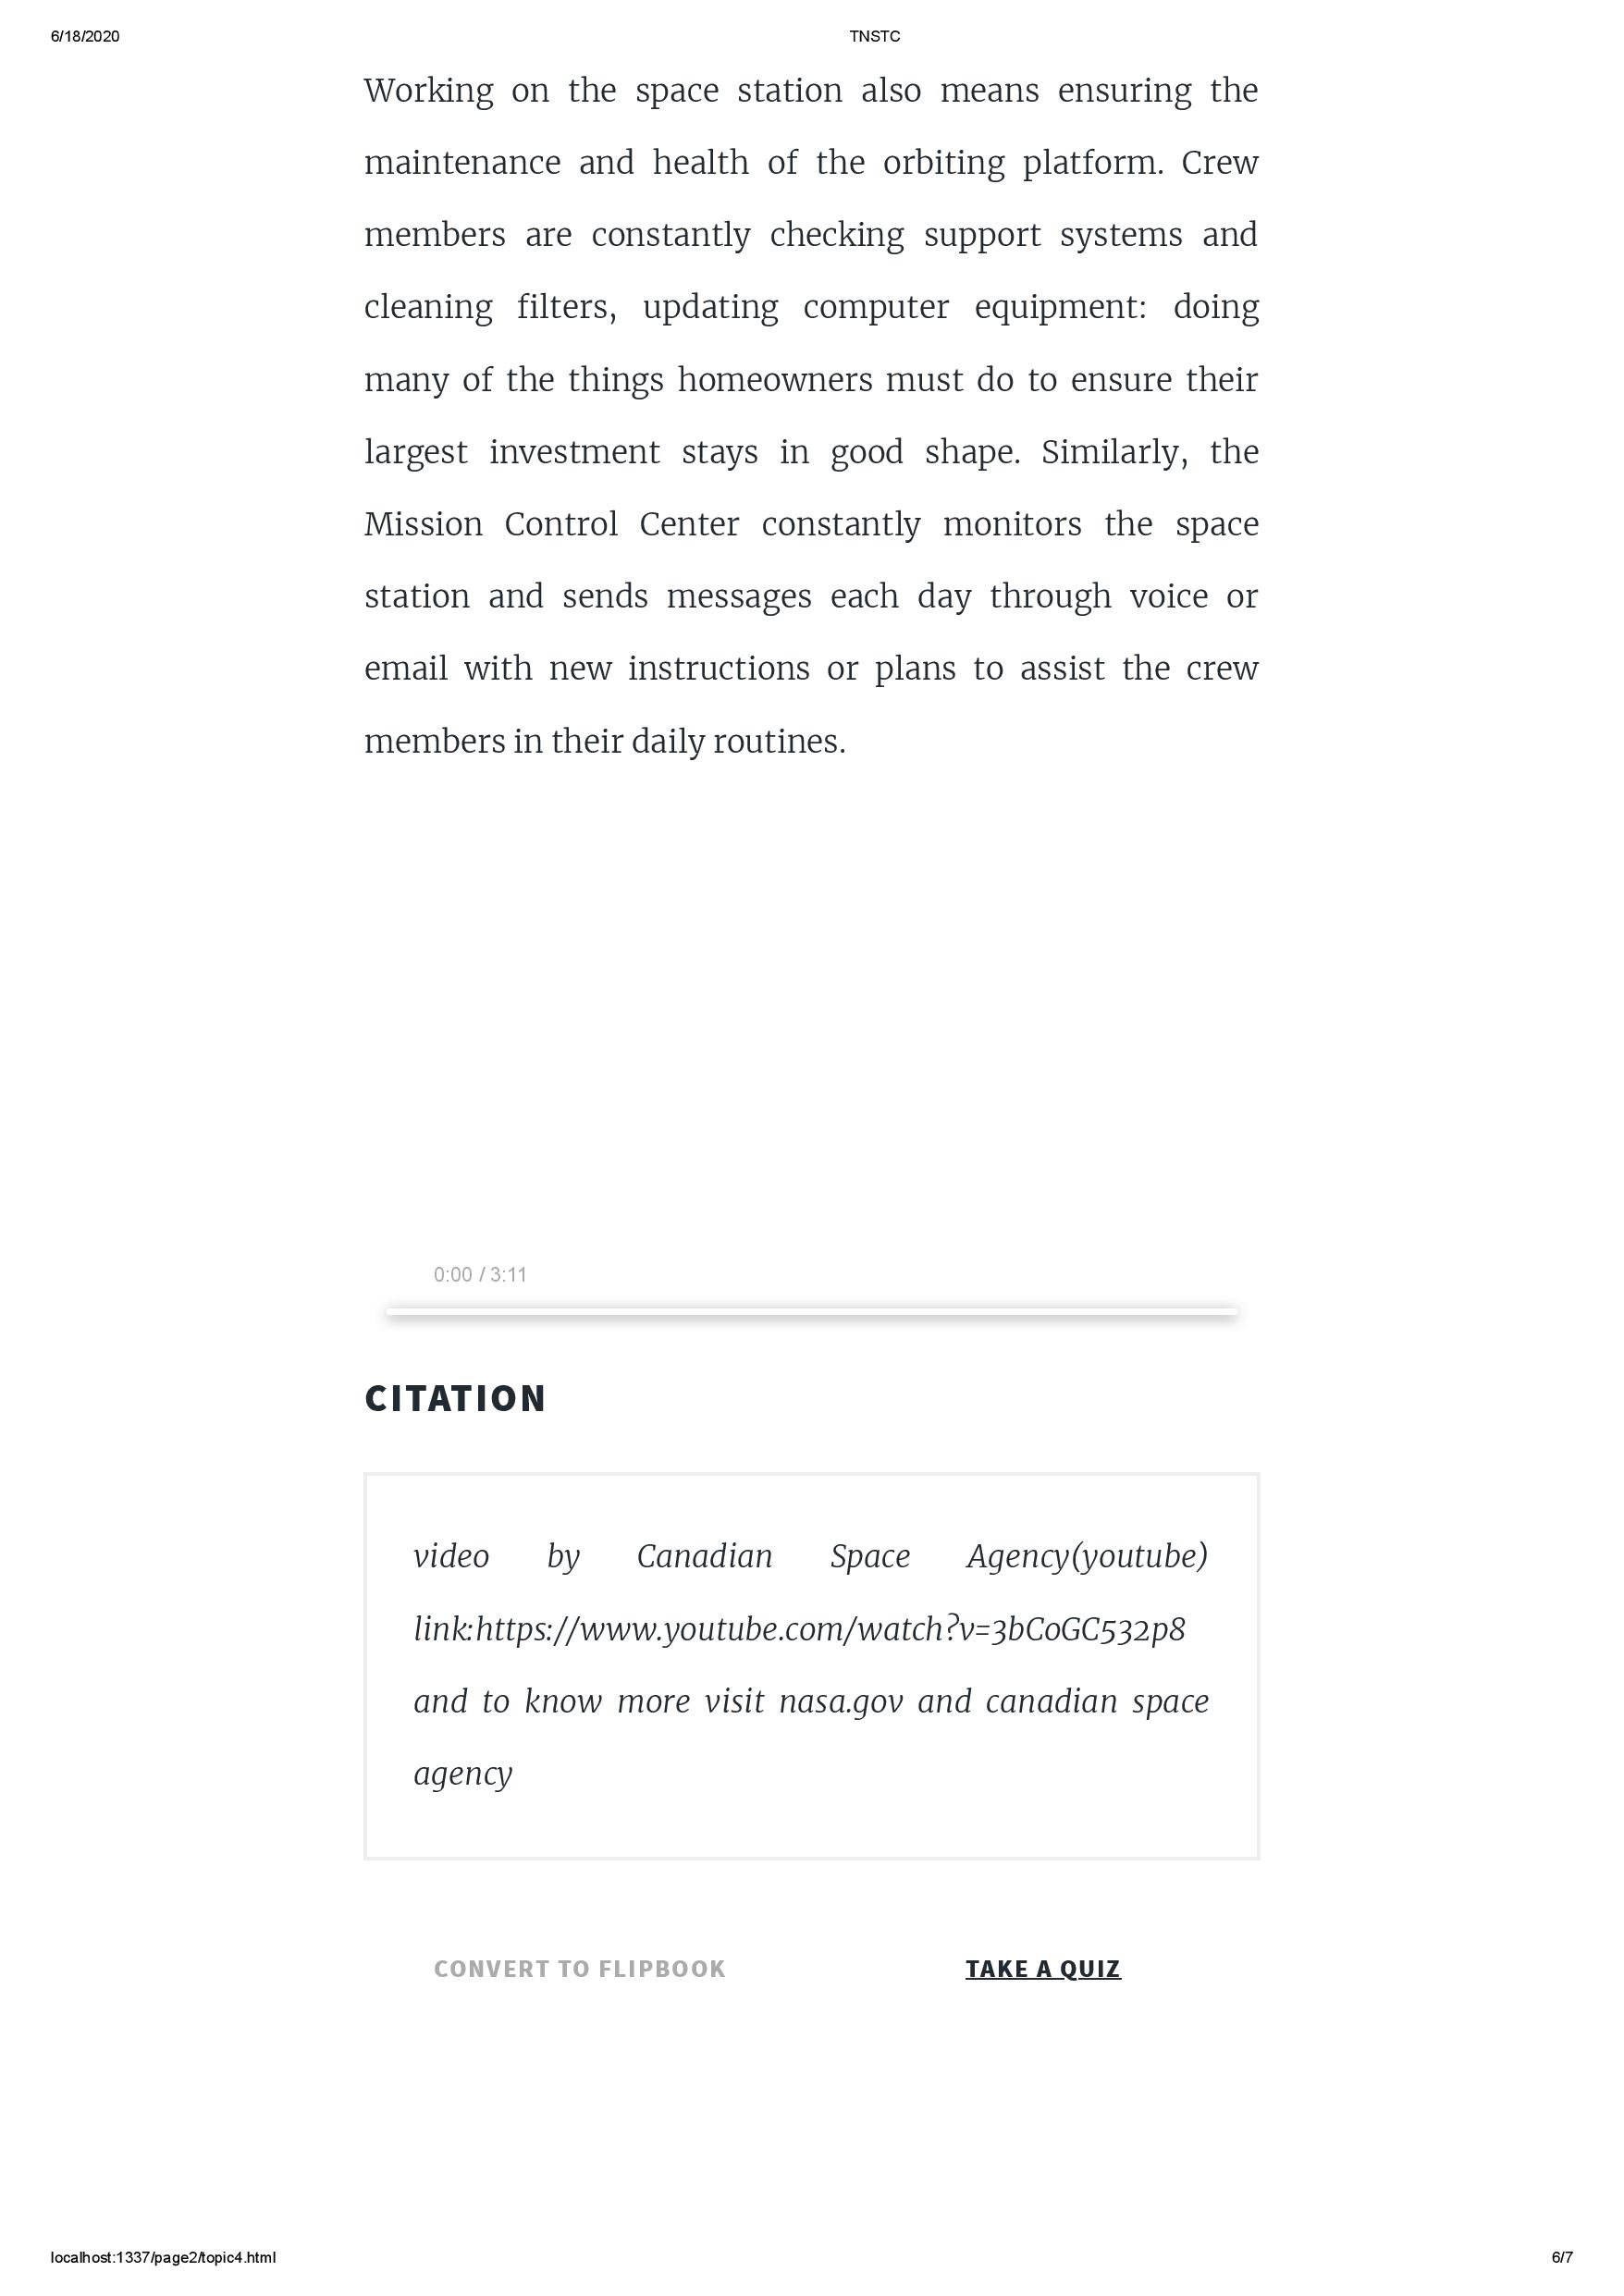 6/18/2020 TNSTC
Working on the space station also means ensuring the
maintenance and health of the orbiting platform. Crew
members are constantly checking support systems and
cleaning filters, updating computer equipment: doing
many of the things homeowners must do to ensure their
largest investment stays in good shape. Similarly, the
Mission Control Center constantly monitors the space
station and sends messages each day through voice or
email with new instructions or plans to assist the crew
members in their daily routines.
0:00 / 3:11
CITATION
video by Canadian Space Agency(youtube)
link:https://www.youtube.com/watch?v=3bCoGC532p8
and to know more visit nasa.gov and canadian space
agency
CONVERT TO FLIPBOOK TAKE A QUIZ
localhost:1337/page2/topic4.html 6/7